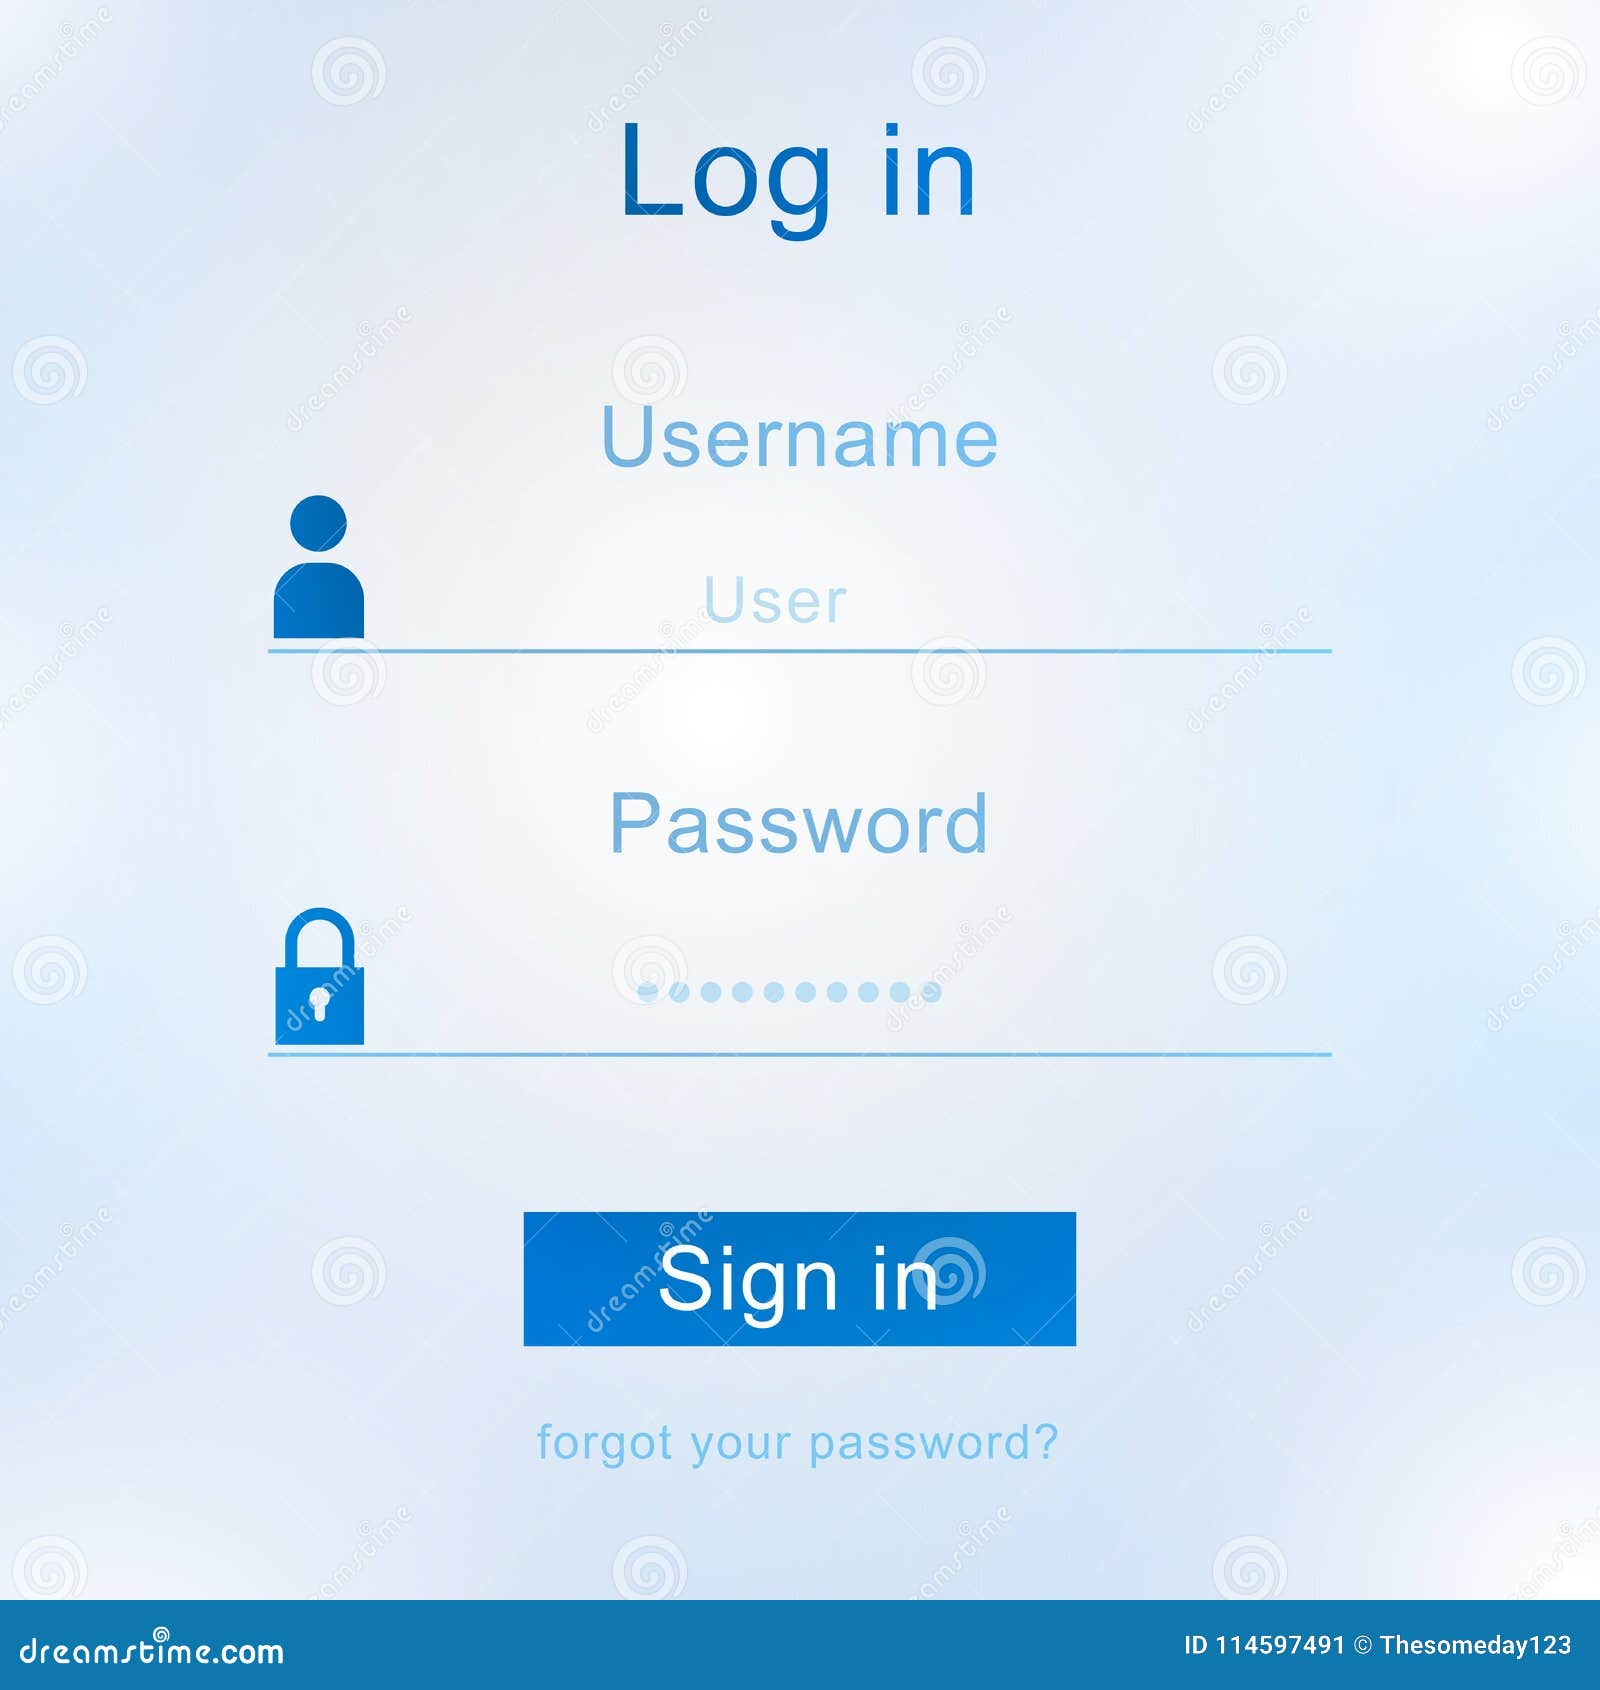 Log in
Username
User
Password
••••••••••
Sign in
forgot your password?
dreamstime.com
ID 114597491 © Thesomeday123